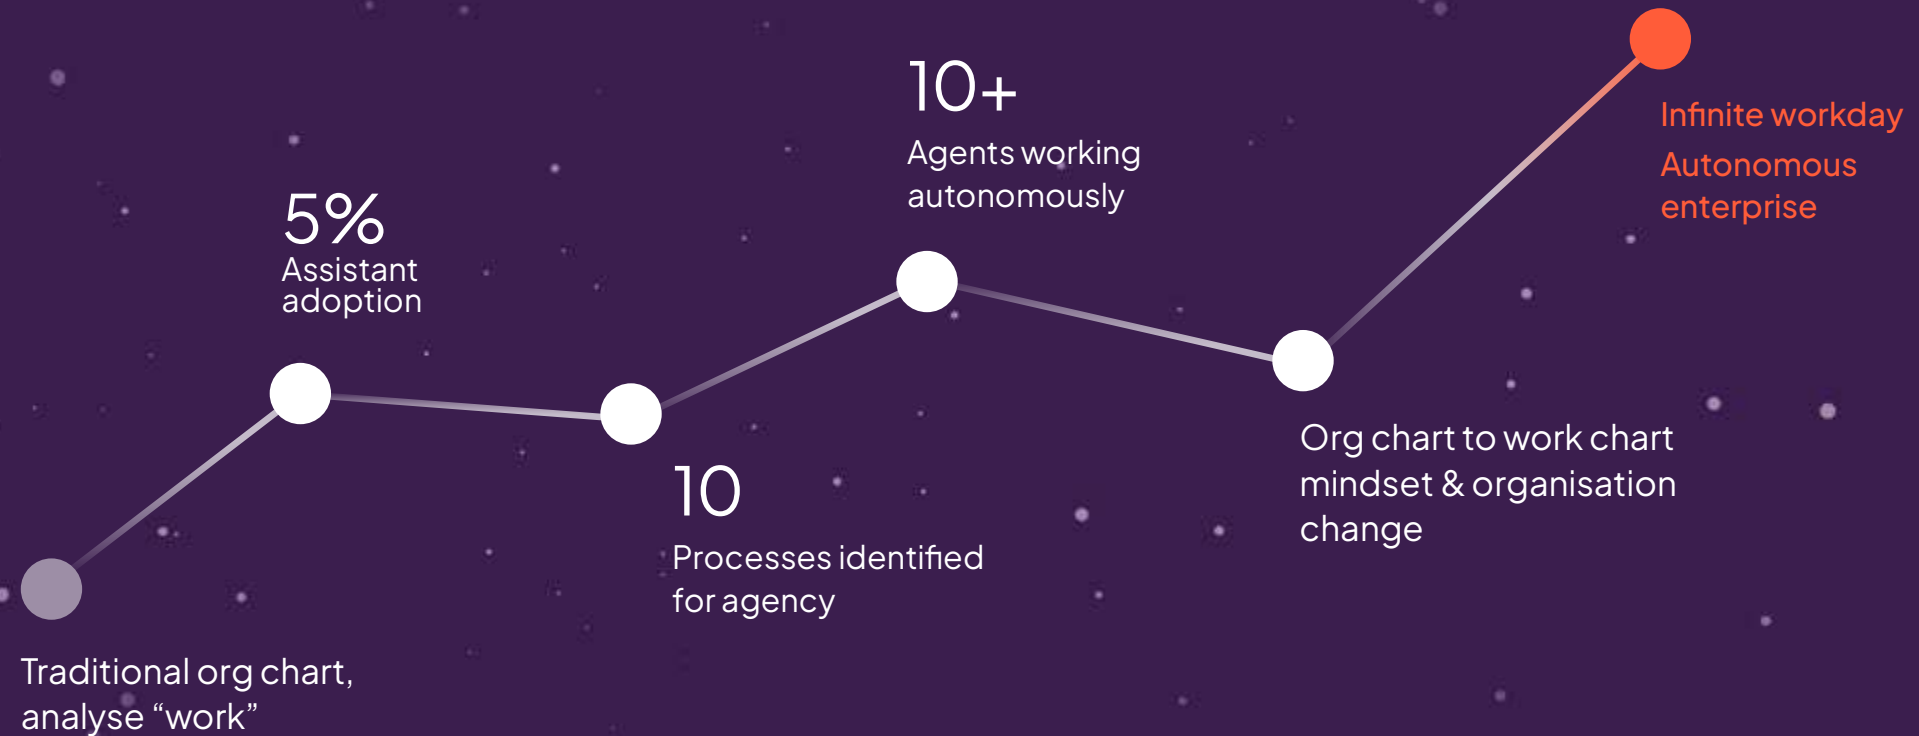 10+
Agents working
autonomously
Infinite workday
Autonomous
enterprise
5%
Assistant
adoption
10
Processes identified
for agency
Org chart to work chart
mindset & organisation
change
Traditional org chart,
analyse “work”